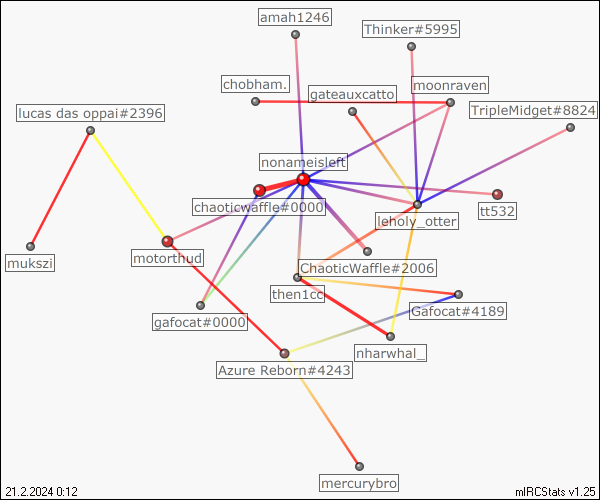 amah1246
Thinker#5995
chobham.
gateauxcatto
moonraven
lucas das oppai#2396
TripleMidget#8824
nonameisleft
chaoticwaffle#0000
leholy_otter
tt532
mukszi
motorthud
ChaoticWaffle#2006
then1cc
gafocat#0000
Gafocat#4189
nharwhal_
Azure Reborn#4243
mercurybro
21.2.2024 0:12
mIRCStats v1.25